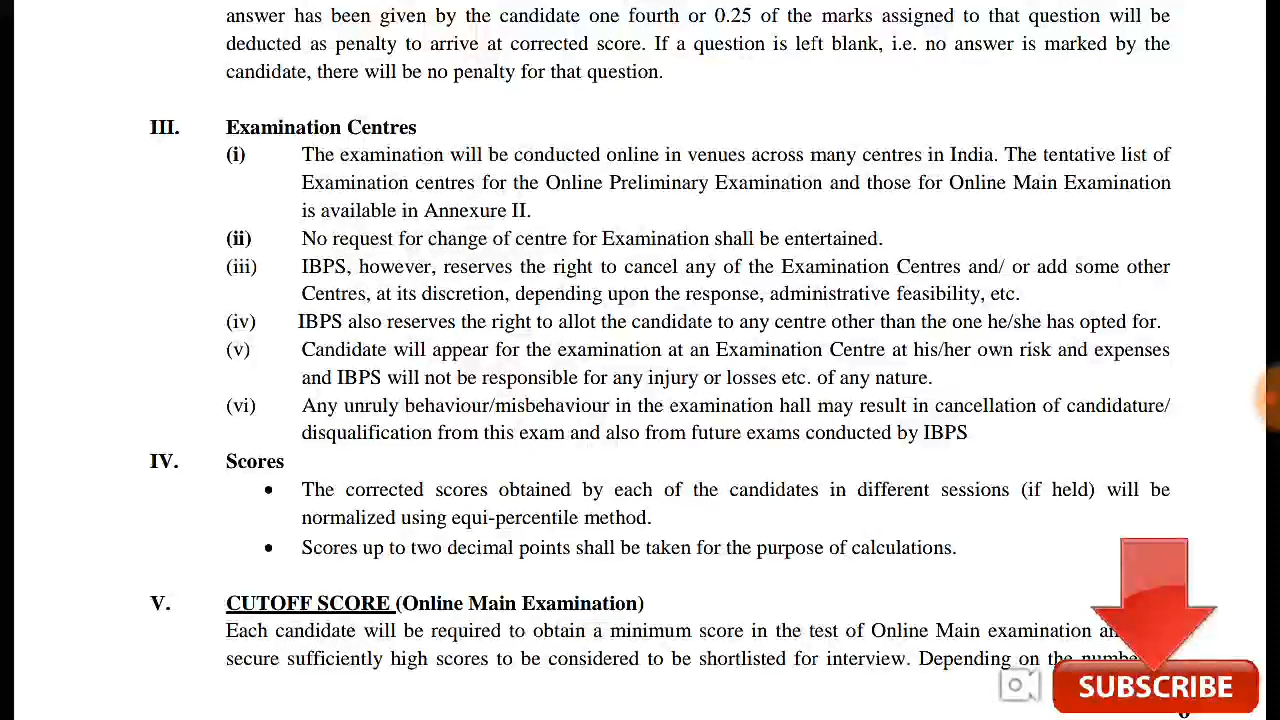 answer has been given by the candidate one fourth or 0.25 of the marks assigned to that question will be
deducted as penalty to arrive at corrected score. If a question is left blank, i.e. no answer is marked by the
candidate, there will be no penalty for that question.
III. Examination Centres
(i) The examination will be conducted online in venues across many centres in India. The tentative list of
Examination centres for the Online Preliminary Examination and those for Online Main Examination
is available in Annexure II.
(ii) No request for change of centre for Examination shall be entertained.
(iii) IBPS, however, reserves the right to cancel any of the Examination Centres and/ or add some other
Centres, at its discretion, depending upon the response, administrative feasibility, etc.
(iv) IBPS also reserves the right to allot the candidate to any centre other than the one he/she has opted for.
(v) Candidate will appear for the examination at an Examination Centre at his/her own risk and expenses
and IBPS will not be responsible for any injury or losses etc. of any nature.
(vi) Any unruly behaviour/misbehaviour in the examination hall may result in cancellation of candidature/
disqualification from this exam and also from future exams conducted by IBPS
IV. Scores
• The corrected scores obtained by each of the candidates in different sessions (if held) will be
normalized using equi-percentile method.
• Scores up to two decimal points shall be taken for the purpose of calculations.
V. CUTOFF SCORE (Online Main Examination)
Each candidate will be required to obtain a minimum score in the test of Online Main examination
secure sufficiently high scores to be considered to be shortlisted for interview. Depending on the
SUBSCRIBE